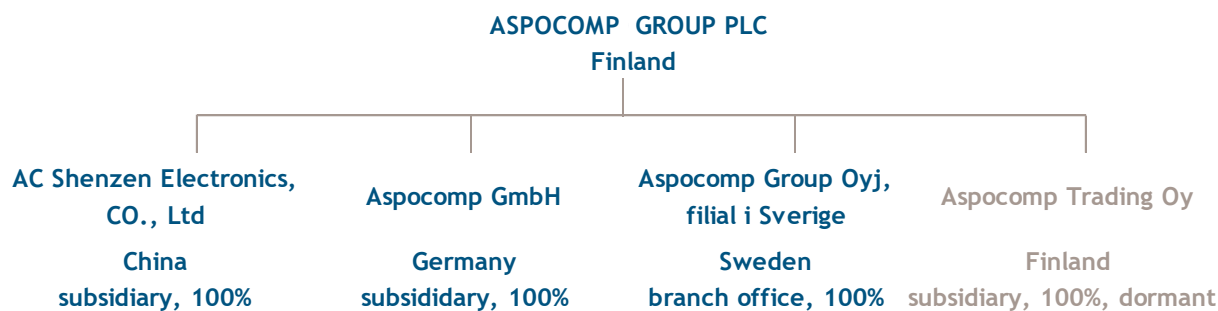 ASPOCOMP GROUP PLC
Finland
AC Shenzen Electronics,
CO., Ltd
China
subsidiary, 100%
Aspocomp GmbH
Germany
subsididary, 100%
Aspocomp Group Oyj,
filial i Sverige
Sweden
branch office, 100%
Aspocomp Trading Oy
Finland
subsidiary, 100%, dormant